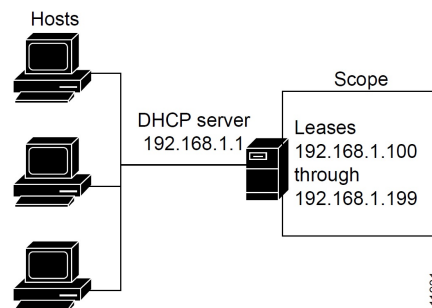 Hosts
DHCP server
192.168.1.1
Scope
Leases
192.168.1.100
through
192.168.1.199